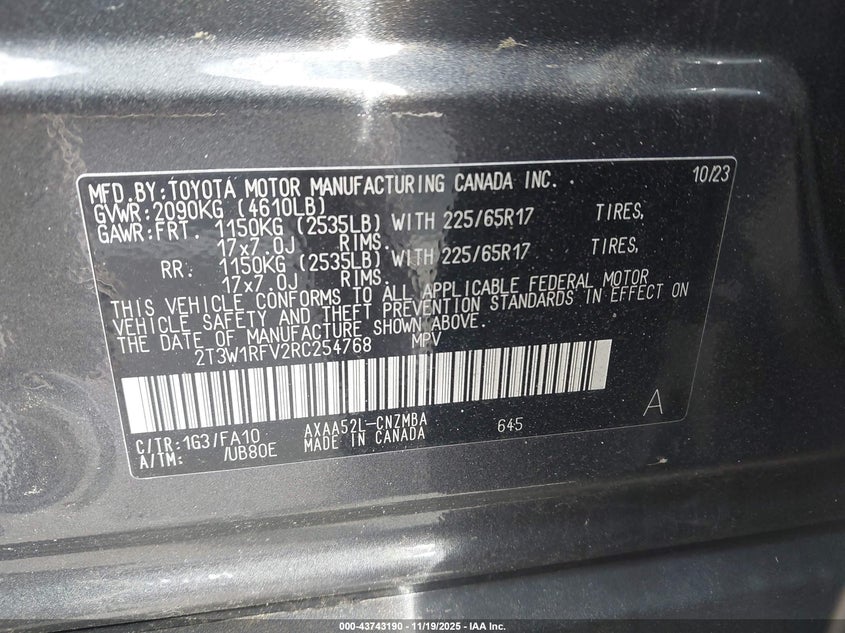 MFD.BY:TOYOTA MOTOR MANUFACTURING CANADA INC. 10/23
GVWR:2090KG (4610LB)
GAWR:FRT. 1150KG (2535LB) WITH 225/65R17 TIRES,
17x7.0J RIMS.
RR. 1150KG (2535LB) WITH 225/65R17 TIRES,
17x7.0J RIMS.
THIS VEHICLE CONFORMS TO ALL APPLICABLE FEDERAL MOTOR
VEHICLE SAFETY AND THEFT PREVENTION STANDARDS IN EFFECT ON
THE DATE OF MANUFACTURE SHOWN ABOVE.
2T3W1RFV2RC254768 MPV
A
C/TR:1G3/FA10 AXAA52L-CNZMBA 645
A/TM: /UB80E MADE IN CANADA
000-43743190 - 11/19/2025 - © IAA Inc.